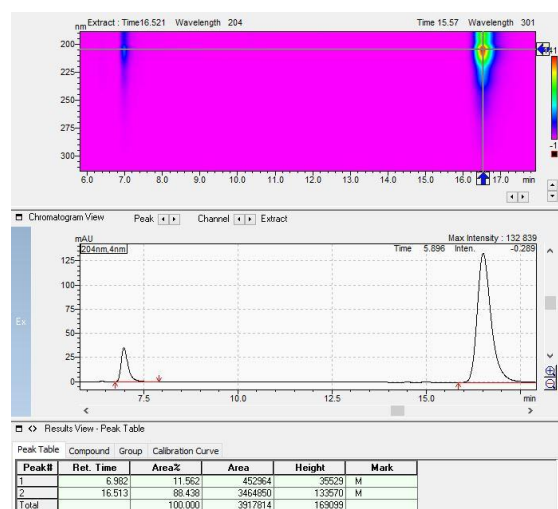 nm Extract : Time16.521 Wavelength 204 Time 15.57 Wavelength 301
200
225
250
275
300
-1
6.0 7.0 8.0 9.0 10.0 11.0 12.0 13.0 14.0 15.0 16.0 17.0 min
Chromatogram View Peak Channel Extract
mAU Max Intensity : 132 839
204nm,4nm Time 5.896 Inten. -0.289
125
100
75
50
25
0
7.5 10.0 12.5 15.0 min
Ex
Results View - Peak Table
Peak Table Compound Group Calibration Curve
Peak# Ret. Time Area% Area Height Mark
1 6.982 11.562 452964 35529 M
2 16.513 88.438 3464850 133570 M
Total 100.000 3917814 169099